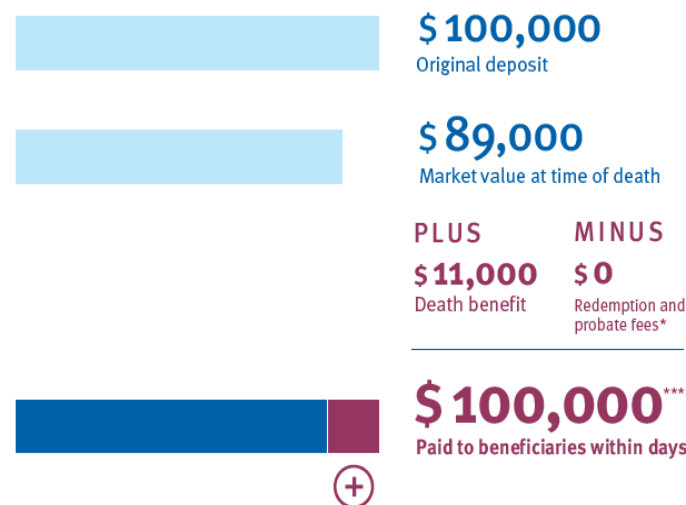 $100,000
Original deposit
$89,000
Market value at time of death
PLUS
$11,000
Death benefit
MINUS
$0
Redemption and
probate fees*
$100,000***
Paid to beneficiaries within days
+